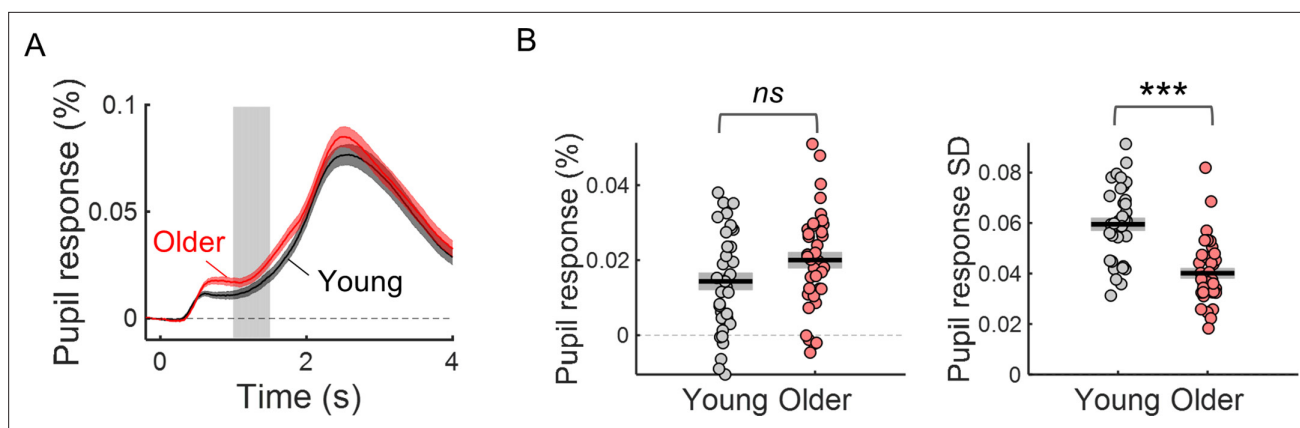 A
Pupil response (%)
0.1
0.05
0
Older
Young
0 2 4
Time (s)
B
Pupil response (%)
0.04
0.02
0
ns
Young Older
Pupil response SD
0.08
0.06
0.04
0.02
0
***
Young Older